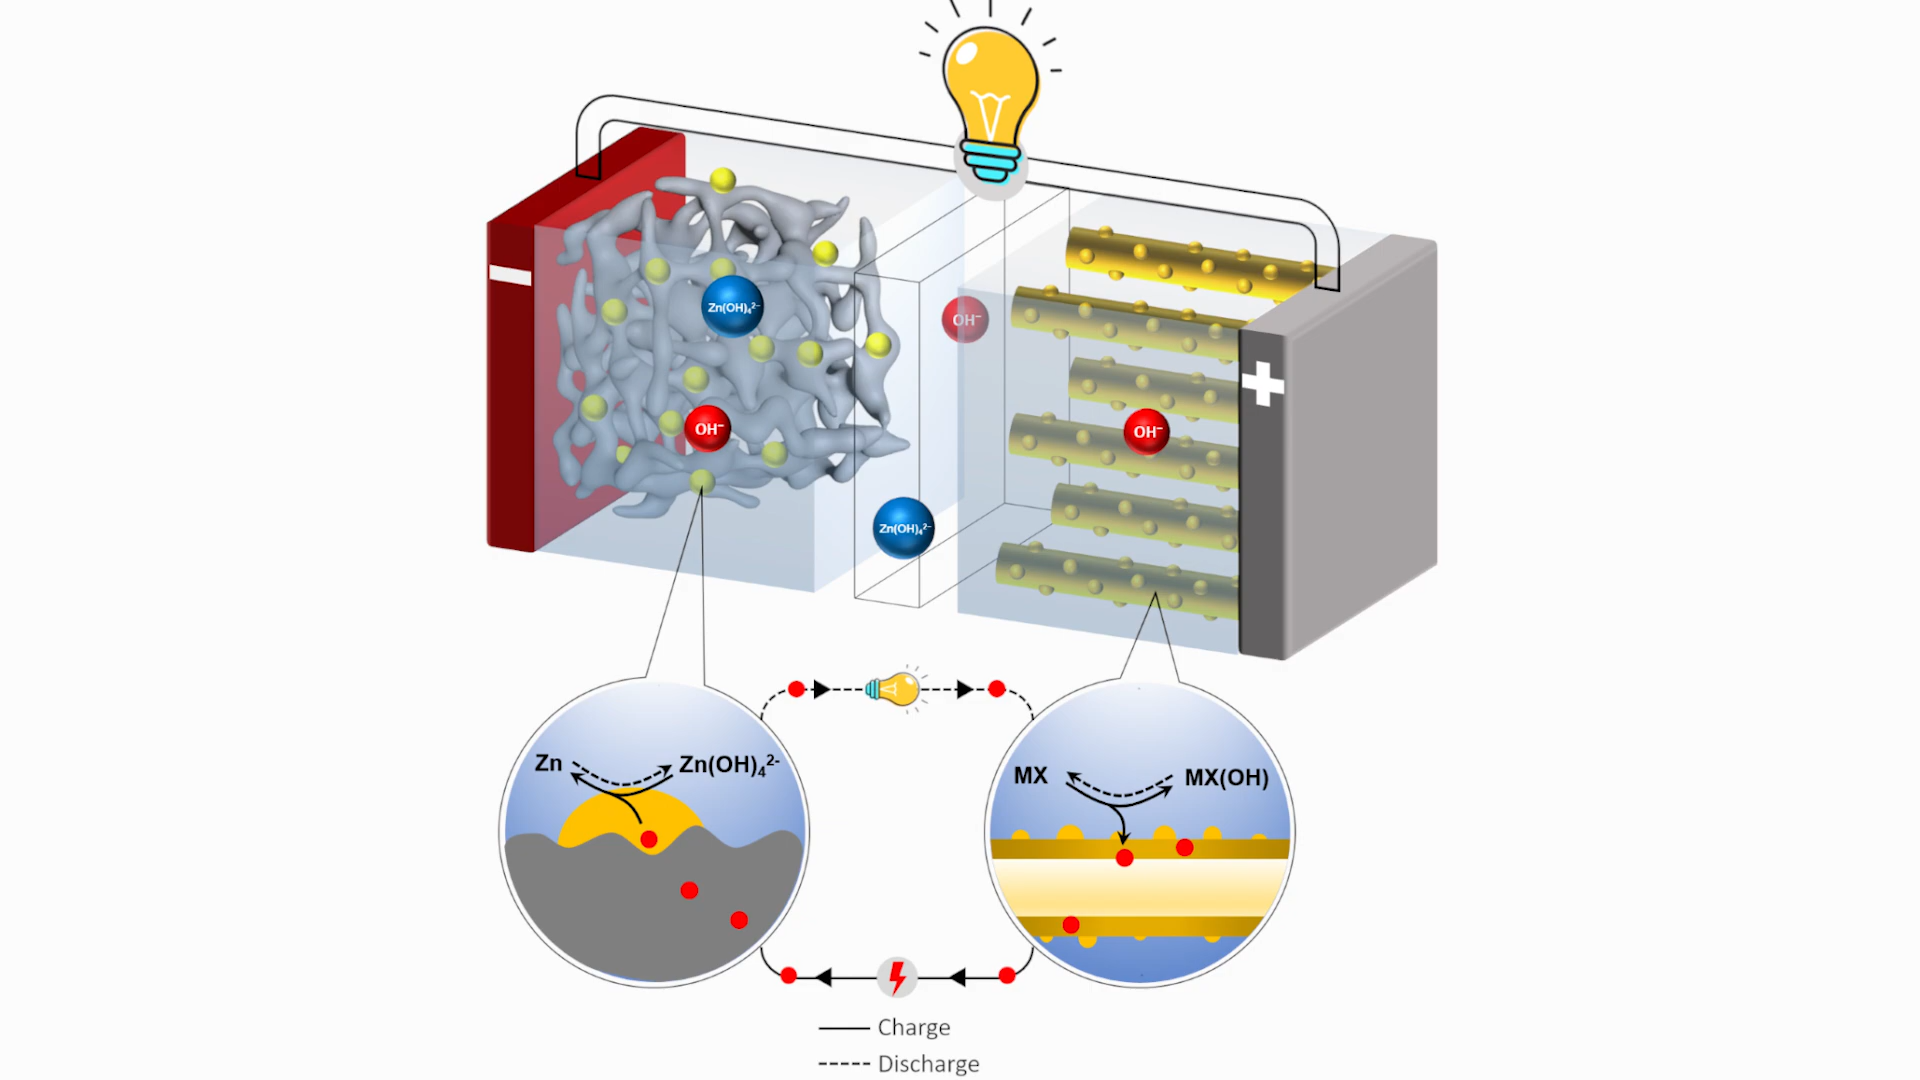 Zn(OH)₄²⁻
OH⁻
OH⁻
OH⁻
Zn(OH)₄²⁻
Zn
Zn(OH)₄²⁻
MX
MX(OH)
Charge
Discharge